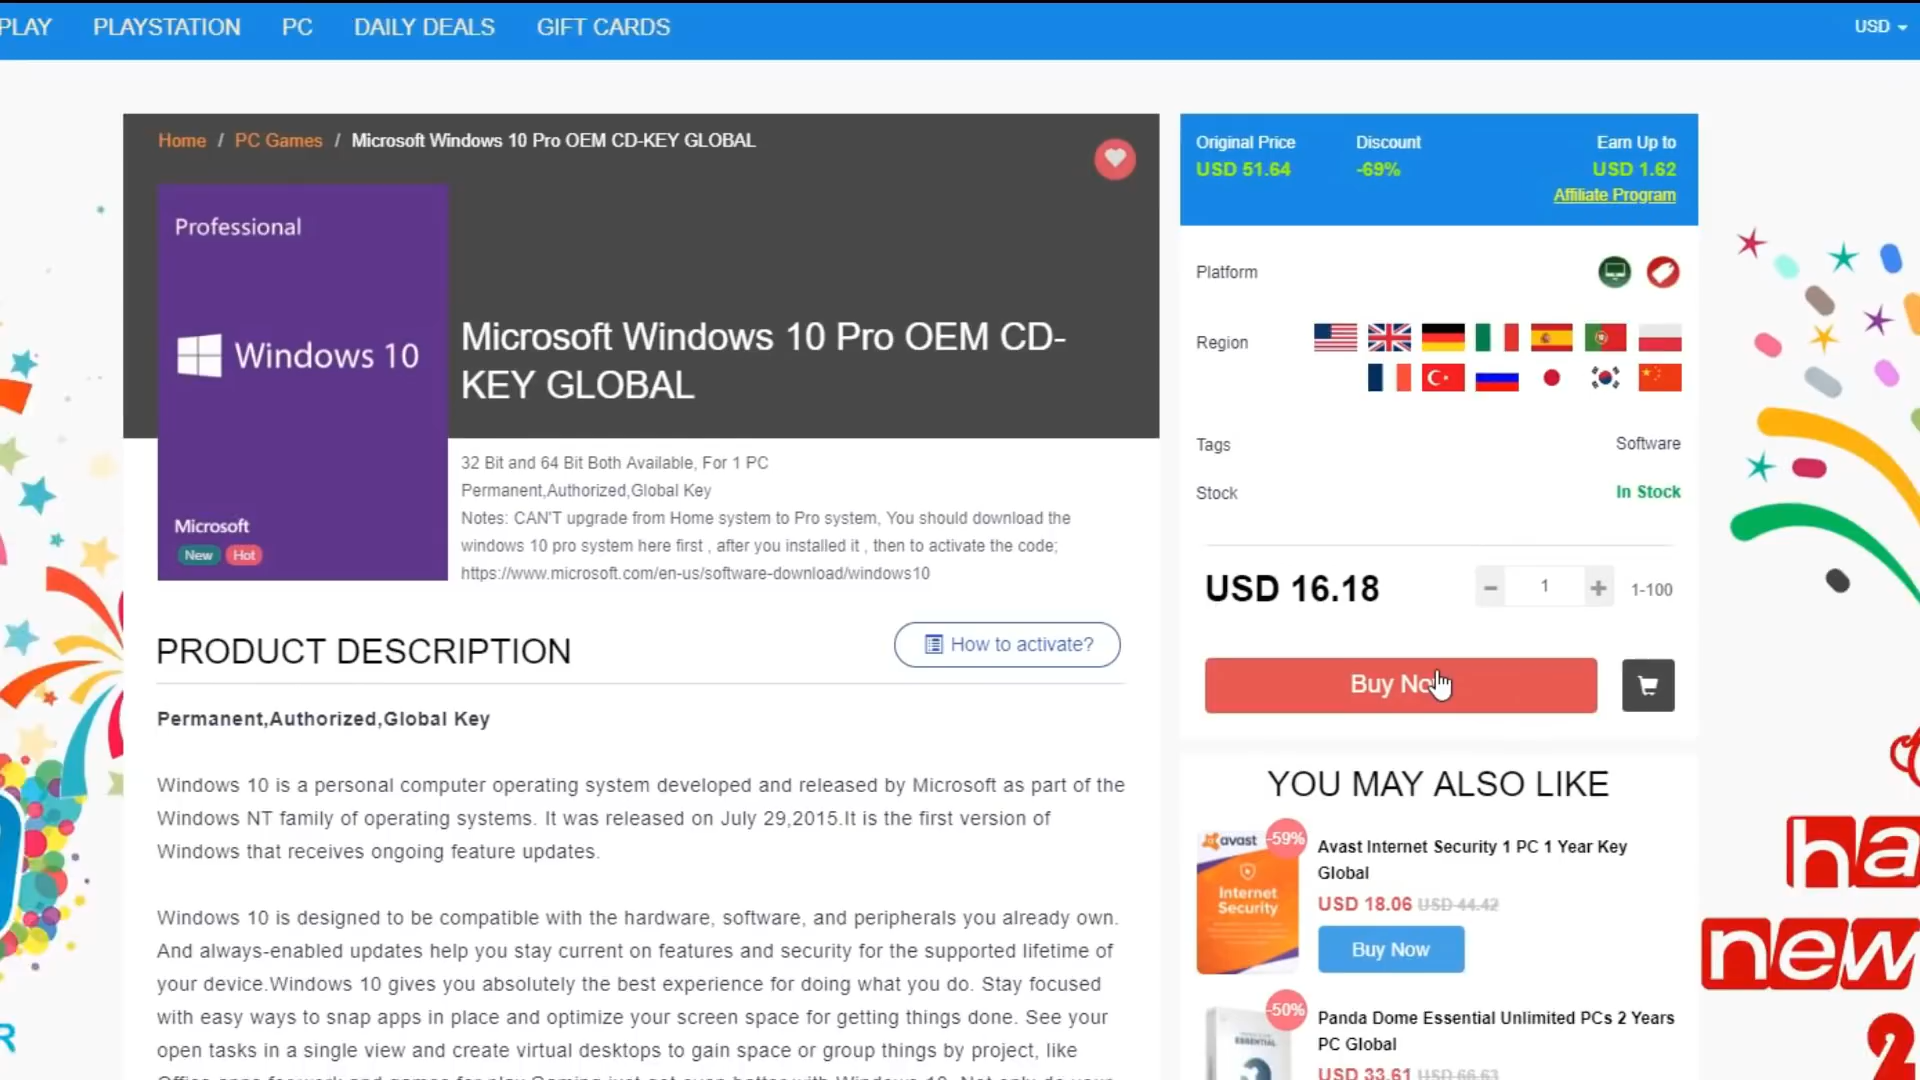 PLAY PLAYSTATION PC DAILY DEALS GIFT CARDS USD
Home / PC Games / Microsoft Windows 10 Pro OEM CD-KEY GLOBAL
Professional
Windows 10
Microsoft
New Hot
Microsoft Windows 10 Pro OEM CD-
KEY GLOBAL
32 Bit and 64 Bit Both Available, For 1 PC
Permanent,Authorized,Global Key
Notes: CAN'T upgrade from Home system to Pro system, You should download the
windows 10 pro system here first , after you installed it , then to activate the code;
https://www.microsoft.com/en-us/software-download/windows10
PRODUCT DESCRIPTION
How to activate?
Permanent,Authorized,Global Key
Windows 10 is a personal computer operating system developed and released by Microsoft as part of the
Windows NT family of operating systems. It was released on July 29,2015.It is the first version of
Windows that receives ongoing feature updates.
Windows 10 is designed to be compatible with the hardware, software, and peripherals you already own.
And always-enabled updates help you stay current on features and security for the supported lifetime of
your device.Windows 10 gives you absolutely the best experience for doing what you do. Stay focused
with easy ways to snap apps in place and optimize your screen space for getting things done. See your
open tasks in a single view and create virtual desktops to gain space or group things by project, like
Original Price Discount Earn Up to
USD 51.64 -69% USD 1.62
Affiliate Program
Platform
Region
Tags Software
Stock In Stock
USD 16.18 − 1 + 1-100
Buy Now
YOU MAY ALSO LIKE
avast -59%
Internet
Security
Avast Internet Security 1 PC 1 Year Key
Global
USD 18.06 USD 44.42
Buy Now
-50%
ESSENTIAL
Panda Dome Essential Unlimited PCs 2 Years
PC Global
USD 33.61 USD 66.63
ha
new
2
R